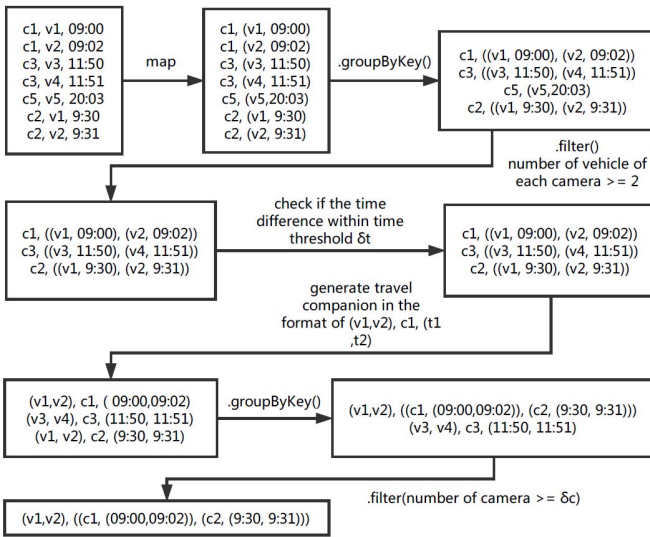 c1, v1, 09:00
c1, v2, 09:02
c3, v3, 11:50
c3, v4, 11:51
c5, v5, 20:03
c2, v1, 9:30
c2, v2, 9:31
map
c1, (v1, 09:00)
c1, (v2, 09:02)
c3, (v3, 11:50)
c3, (v4, 11:51)
c5, (v5,20:03)
c2, (v1, 9:30)
c2, (v2, 9:31)
.groupByKey()
c1, ((v1, 09:00), (v2, 09:02))
c3, ((v3, 11:50), (v4, 11:51))
c5, (v5,20:03)
c2, ((v1, 9:30), (v2, 9:31))
.filter()
number of vehicle of
each camera >= 2
c1, ((v1, 09:00), (v2, 09:02))
c3, ((v3, 11:50), (v4, 11:51))
c2, ((v1, 9:30), (v2, 9:31))
check if the time
difference within time
threshold δt
c1, ((v1, 09:00), (v2, 09:02))
c3, ((v3, 11:50), (v4, 11:51))
c2, ((v1, 9:30), (v2, 9:31))
generate travel
companion in the
format of (v1,v2), c1, (t1
,t2)
(v1,v2), c1, ( 09:00,09:02)
(v3, v4), c3, (11:50, 11:51)
(v1, v2), c2, (9:30, 9:31)
.groupByKey()
(v1,v2), ((c1, (09:00,09:02)), (c2, (9:30, 9:31)))
(v3, v4), c3, (11:50, 11:51)
.filter(number of camera >= δc)
(v1,v2), ((c1, (09:00,09:02)), (c2, (9:30, 9:31)))